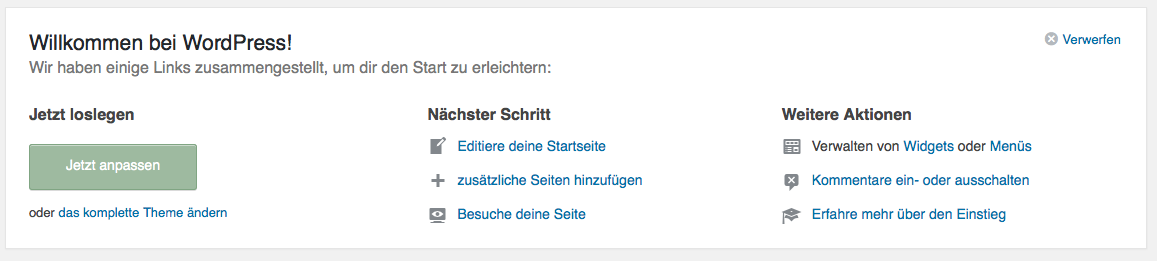 Willkommen bei WordPress!
Verwerfen
Wir haben einige Links zusammengestellt, um dir den Start zu erleichtern:
Jetzt loslegen
Jetzt anpassen
oder das komplette Theme ändern
Nächster Schritt
Editiere deine Startseite
zusätzliche Seiten hinzufügen
Besuche deine Seite
Weitere Aktionen
Verwalten von Widgets oder Menüs
Kommentare ein- oder ausschalten
Erfahre mehr über den Einstieg